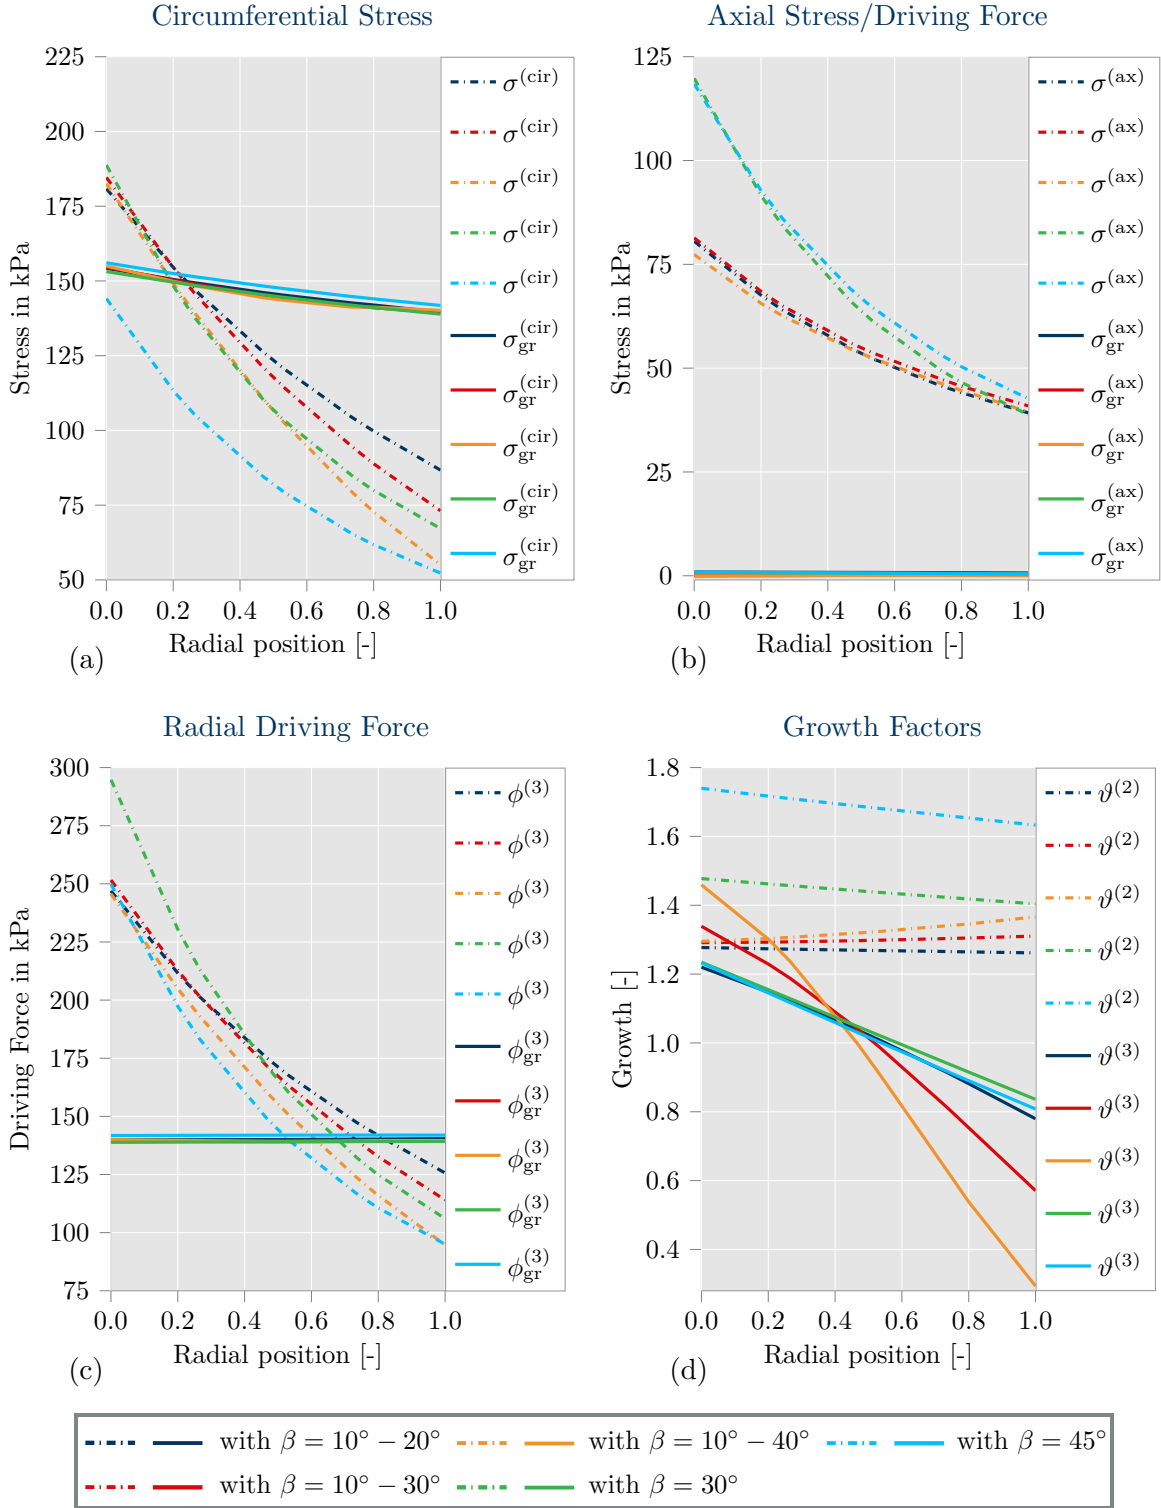 Circumferential Stress
Axial Stress/Driving Force
225
200
175
150
125
100
75
50
Stress in kPa
0.0 0.2 0.4 0.6 0.8 1.0
Radial position [-]
(a)
σ^(cir)
σ^(cir)
σ^(cir)
σ^(cir)
σ^(cir)
σ_gr^(cir)
σ_gr^(cir)
σ_gr^(cir)
σ_gr^(cir)
σ_gr^(cir)
125
100
75
50
25
0
Stress in kPa
0.0 0.2 0.4 0.6 0.8 1.0
Radial position [-]
(b)
σ^(ax)
σ^(ax)
σ^(ax)
σ^(ax)
σ^(ax)
σ_gr^(ax)
σ_gr^(ax)
σ_gr^(ax)
σ_gr^(ax)
σ_gr^(ax)
Radial Driving Force
Growth Factors
300
275
250
225
200
175
150
125
100
75
Driving Force in kPa
0.0 0.2 0.4 0.6 0.8 1.0
Radial position [-]
(c)
ϕ^(3)
ϕ^(3)
ϕ^(3)
ϕ^(3)
ϕ^(3)
ϕ_gr^(3)
ϕ_gr^(3)
ϕ_gr^(3)
ϕ_gr^(3)
ϕ_gr^(3)
1.8
1.6
1.4
1.2
1.0
0.8
0.6
0.4
Growth [-]
0.0 0.2 0.4 0.6 0.8 1.0
Radial position [-]
(d)
ϑ^(2)
ϑ^(2)
ϑ^(2)
ϑ^(2)
ϑ^(2)
ϑ^(3)
ϑ^(3)
ϑ^(3)
ϑ^(3)
ϑ^(3)
with β = 10° − 20° with β = 10° − 40° with β = 45°
with β = 10° − 30° with β = 30°